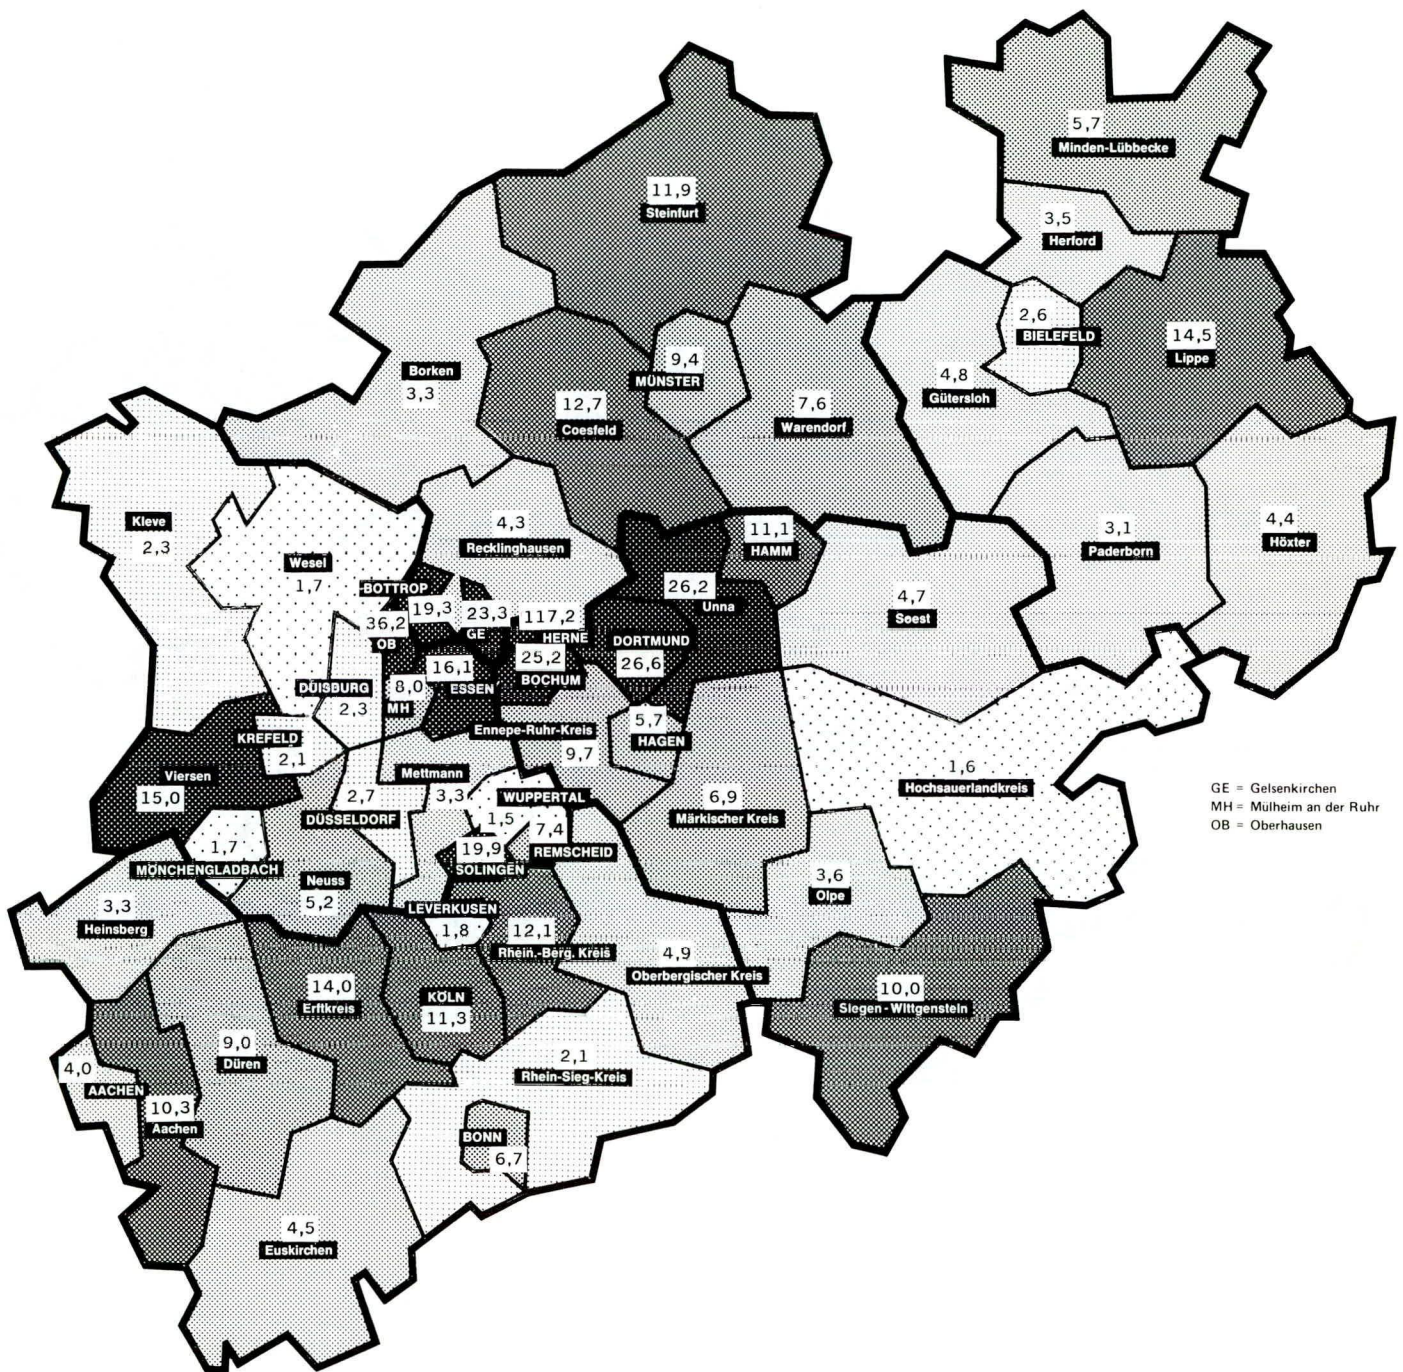 5,7
Minden-Lübbecke
11,9
Steinfurt
3,5
Herford
2,6
BIELEFELD
14,5
Lippe
Borken
3,3
9,4
MÜNSTER
4,8
Gütersloh
12,7
Coesfeld
7,6
Warendorf
Kleve
2,3
4,3
Recklinghausen
11,1
HAMM
3,1
Paderborn
4,4
Höxter
Wesel
1,7
BOTTROP
19,3
26,2
Unna
4,7
Soest
36,2
OB
23,3
GE
117,2
HERNE
DORTMUND
26,6
16,1
ESSEN
25,2
BOCHUM
DUISBURG
2,3
8,0
MH
Ennepe-Ruhr-Kreis
9,7
5,7
HAGEN
KREFELD
2,1
Viersen
15,0
Mettmann
3,3
1,6
Hochsauerlandkreis
2,7
DÜSSELDORF
WUPPERTAL
1,5
6,9
Märkischer Kreis
7,4
REMSCHEID
1,7
MÖNCHENGLADBACH
19,9
SOLINGEN
Neuss
5,2
3,6
Olpe
3,3
Heinsberg
LEVERKUSEN
1,8
12,1
Rhein.-Berg. Kreis
4,9
Oberbergischer Kreis
14,0
Erftkreis
KÖLN
11,3
10,0
Siegen-Wittgenstein
9,0
Düren
4,0
AACHEN
10,3
Aachen
2,1
Rhein-Sieg-Kreis
BONN
6,7
4,5
Euskirchen
GE = Gelsenkirchen
MH = Mülheim an der Ruhr
OB = Oberhausen